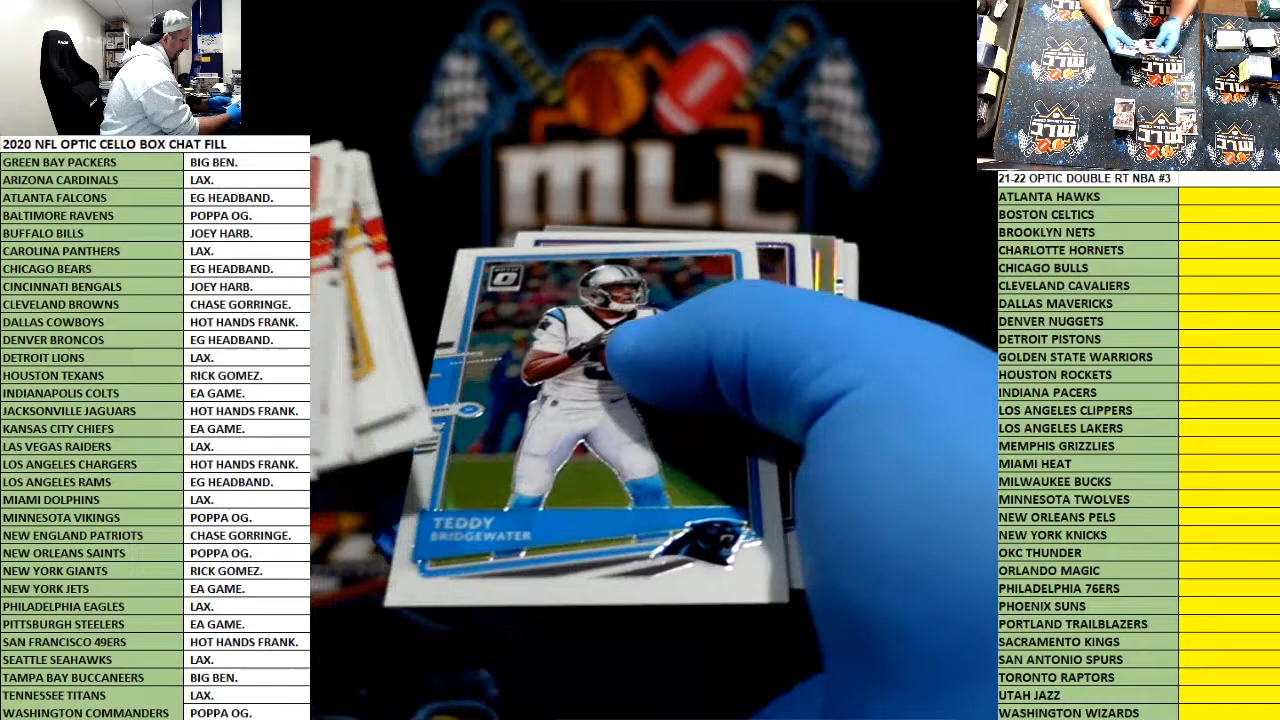 2020 NFL OPTIC CELLO BOX CHAT FILL
GREEN BAY PACKERS BIG BEN.
ARIZONA CARDINALS LAX.
ATLANTA FALCONS EG HEADBAND.
BALTIMORE RAVENS POPPA OG.
BUFFALO BILLS JOEY HARB.
CAROLINA PANTHERS LAX.
CHICAGO BEARS EG HEADBAND.
CINCINNATI BENGALS JOEY HARB.
CLEVELAND BROWNS CHASE GORRINGE.
DALLAS COWBOYS HOT HANDS FRANK.
DENVER BRONCOS EG HEADBAND.
DETROIT LIONS LAX.
HOUSTON TEXANS RICK GOMEZ.
INDIANAPOLIS COLTS EA GAME.
JACKSONVILLE JAGUARS HOT HANDS FRANK.
KANSAS CITY CHIEFS EA GAME.
LAS VEGAS RAIDERS LAX.
LOS ANGELES CHARGERS HOT HANDS FRANK.
LOS ANGELES RAMS EG HEADBAND.
MIAMI DOLPHINS LAX.
MINNESOTA VIKINGS POPPA OG.
NEW ENGLAND PATRIOTS CHASE GORRINGE.
NEW ORLEANS SAINTS POPPA OG.
NEW YORK GIANTS RICK GOMEZ.
NEW YORK JETS EA GAME.
PHILADELPHIA EAGLES LAX.
PITTSBURGH STEELERS EA GAME.
SAN FRANCISCO 49ERS HOT HANDS FRANK.
SEATTLE SEAHAWKS LAX.
TAMPA BAY BUCCANEERS BIG BEN.
TENNESSEE TITANS LAX.
WASHINGTON COMMANDERS POPPA OG.
MLC
TEDDY
BRIDGEWATER
21-22 OPTIC DOUBLE RT NBA #3
ATLANTA HAWKS
BOSTON CELTICS
BROOKLYN NETS
CHARLOTTE HORNETS
CHICAGO BULLS
CLEVELAND CAVALIERS
DALLAS MAVERICKS
DENVER NUGGETS
DETROIT PISTONS
GOLDEN STATE WARRIORS
HOUSTON ROCKETS
INDIANA PACERS
LOS ANGELES CLIPPERS
LOS ANGELES LAKERS
MEMPHIS GRIZZLIES
MIAMI HEAT
MILWAUKEE BUCKS
MINNESOTA TWOLVES
NEW ORLEANS PELS
NEW YORK KNICKS
OKC THUNDER
ORLANDO MAGIC
PHILADELPHIA 76ERS
PHOENIX SUNS
PORTLAND TRAILBLAZERS
SACRAMENTO KINGS
SAN ANTONIO SPURS
TORONTO RAPTORS
UTAH JAZZ
WASHINGTON WIZARDS